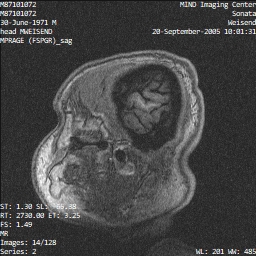 M87101072
MIND Imaging Center
M87101072
Sonata
30-June-1971 M
Weisend
head MWEISEND
20-September-2005 10:01:31
MPRAGE (FSPGR)_sag
ST: 1.30 SL:
RT: 2730.00 ET: 3.25
FS: 1.49
MR
Images: 14/128
Series: 2
WL: 201 WW: 485